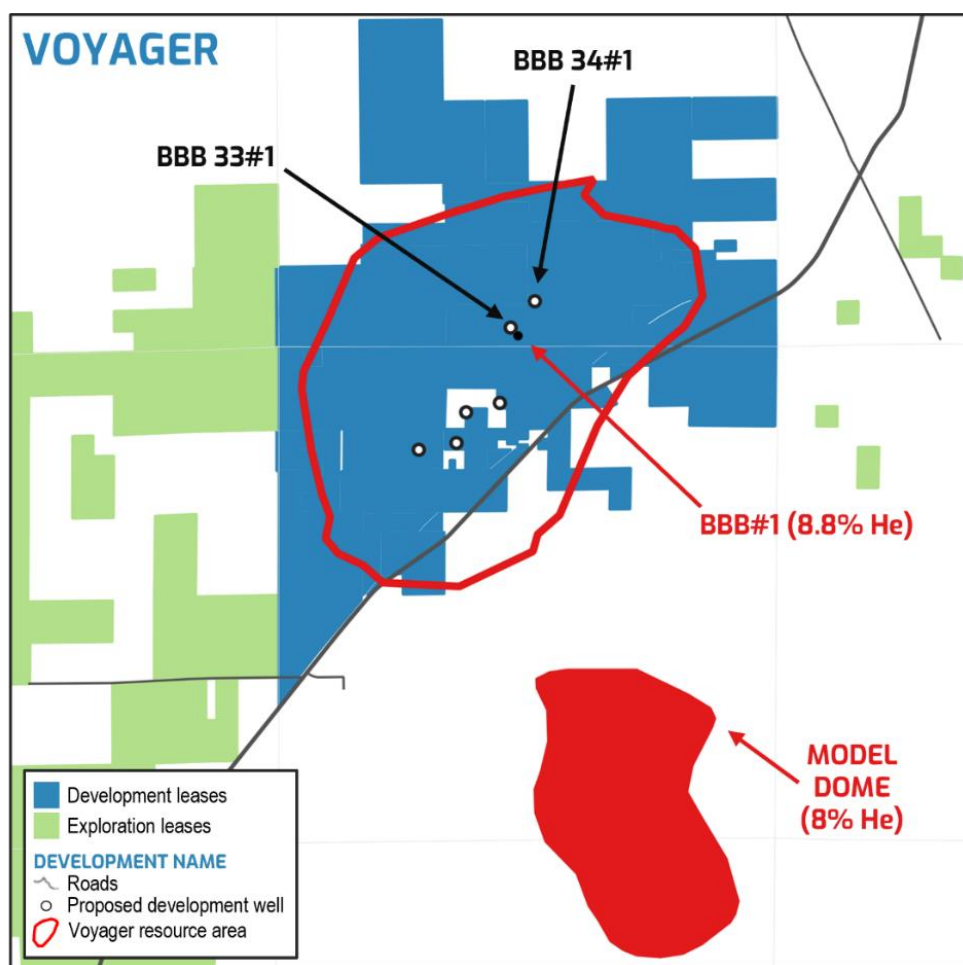 VOYAGER
BBB 34#1
BBB 33#1
BBB#1 (8.8% He)
MODEL
DOME
(8% He)
Development leases
Exploration leases
DEVELOPMENT NAME
Roads
Proposed development well
Voyager resource area